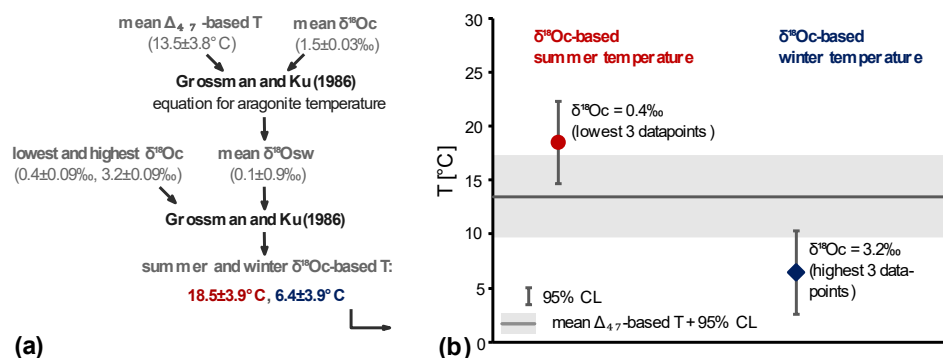 mean Δ₄₇-based T
(13.5±3.8°C)
mean δ¹⁸Oc
(1.5±0.03‰)
Grossman and Ku (1986)
equation for aragonite temperature
lowest and highest δ¹⁸Oc
(0.4±0.09‰, 3.2±0.09‰)
mean δ¹⁸Osw
(0.1±0.9‰)
Grossman and Ku (1986)
summer and winter δ¹⁸Oc-based T:
18.5±3.9°C, 6.4±3.9°C
(a)
T [°C]
30
25
20
15
10
5
0
δ¹⁸Oc-based
summer temperature
δ¹⁸Oc-based
winter temperature
δ¹⁸Oc = 0.4‰
(lowest 3 datapoints)
δ¹⁸Oc = 3.2‰
(highest 3 data-
points)
95% CL
mean Δ₄₇-based T + 95% CL
(b)